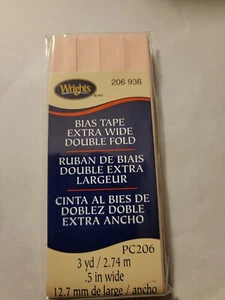 Wrights
206 936
BIAS TAPE
EXTRA WIDE
DOUBLE FOLD
RUBAN DE BIAIS
DOUBLE EXTRA
LARGEUR
CINTA AL BIES DE
DOBLEZ DOBLE
EXTRA ANCHO
PC206
3 yd / 2.74 m
.5 in wide
12.7 mm de large / ancho